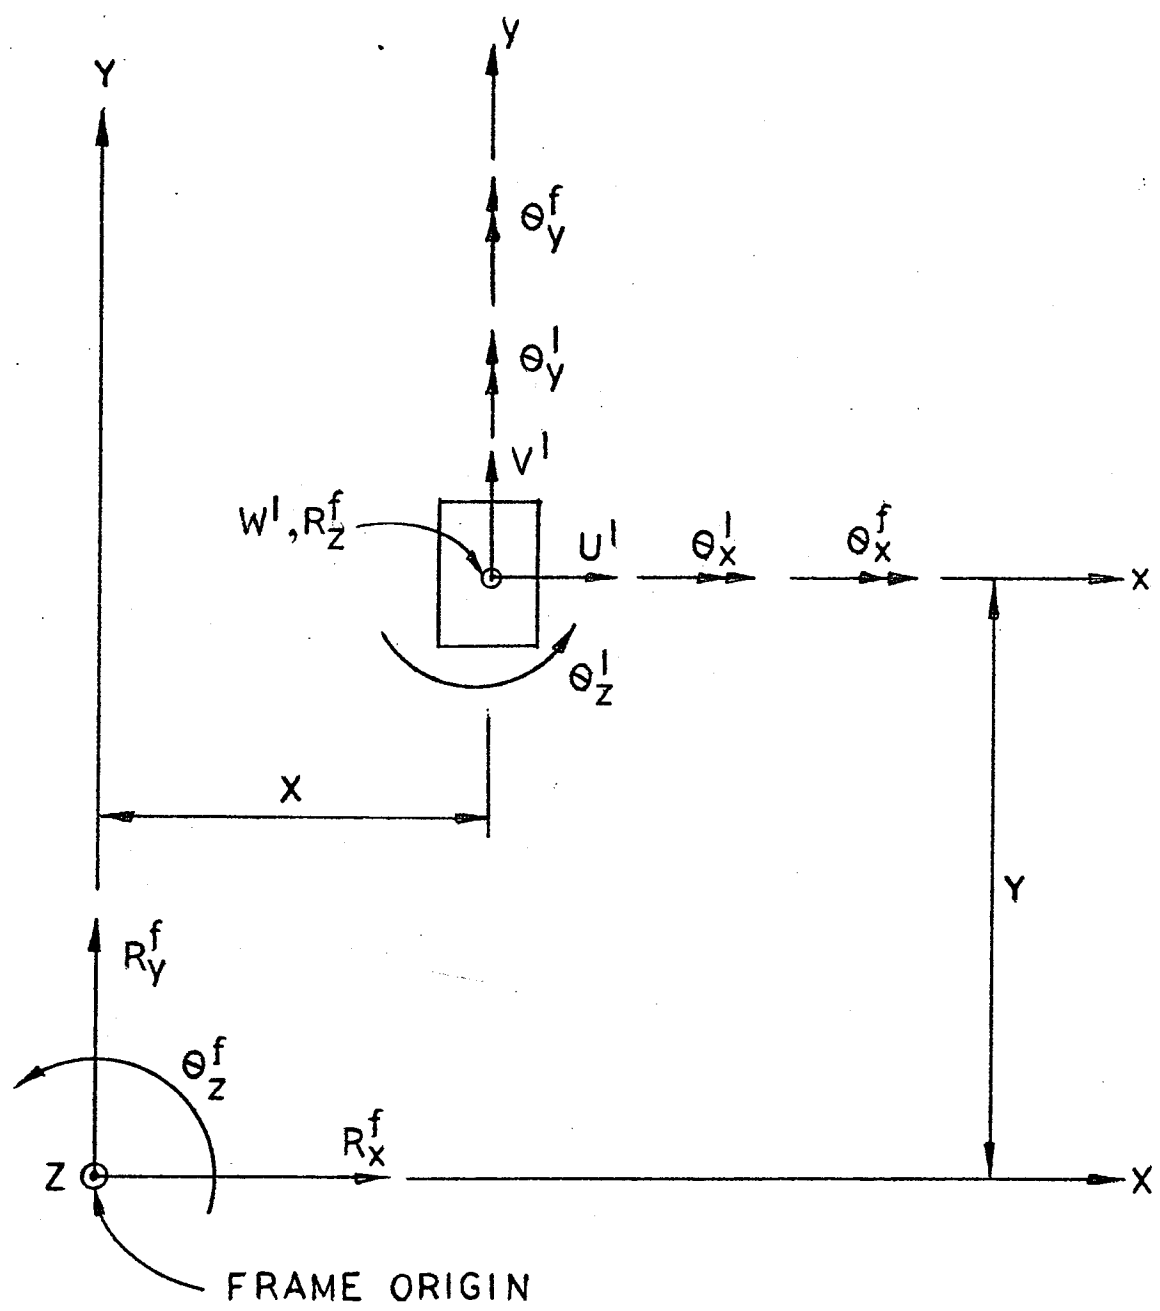 y
Y
θ_y^f
θ_y^I
V^I
W^I, R_z^f
U^I
θ_x^I
θ_x^f
x
θ_z^I
X
Y
R_y^f
θ_z^f
R_x^f
Z
X
FRAME ORIGIN